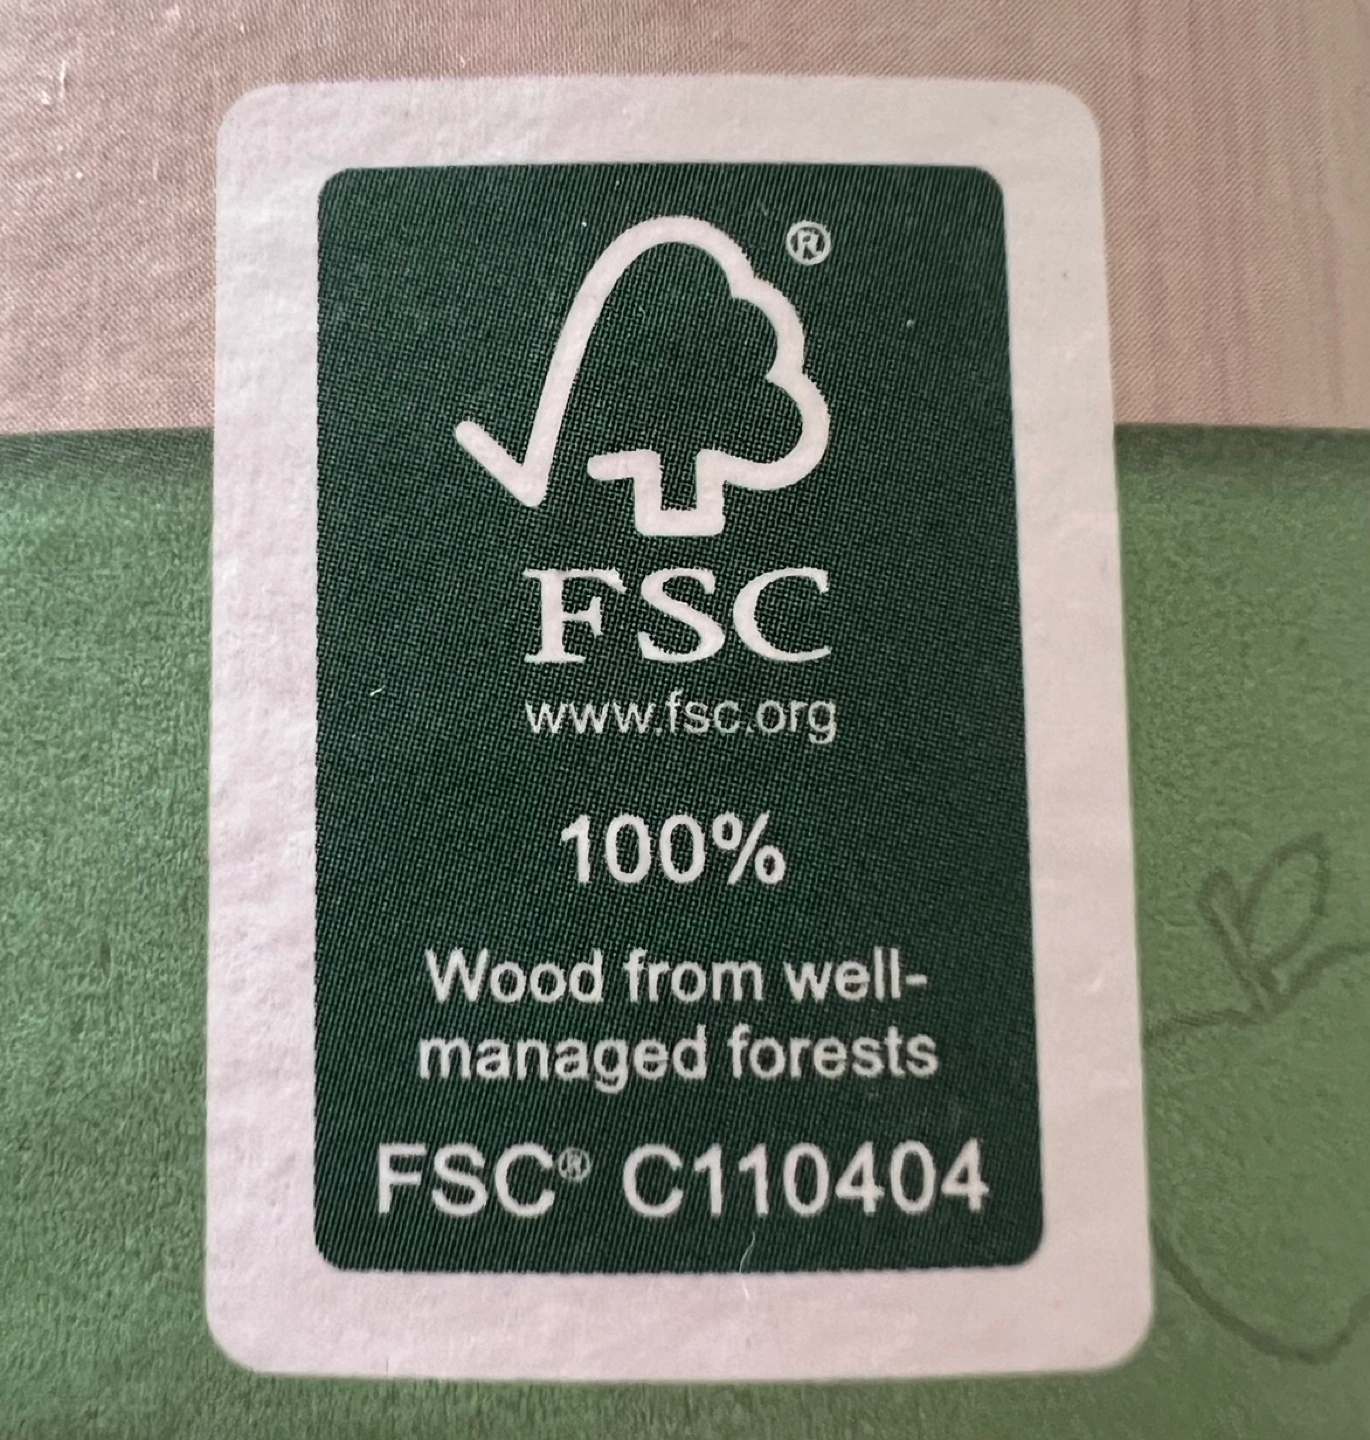 ®
FSC
www.fsc.org
100%
Wood from well-
managed forests
FSC® C110404